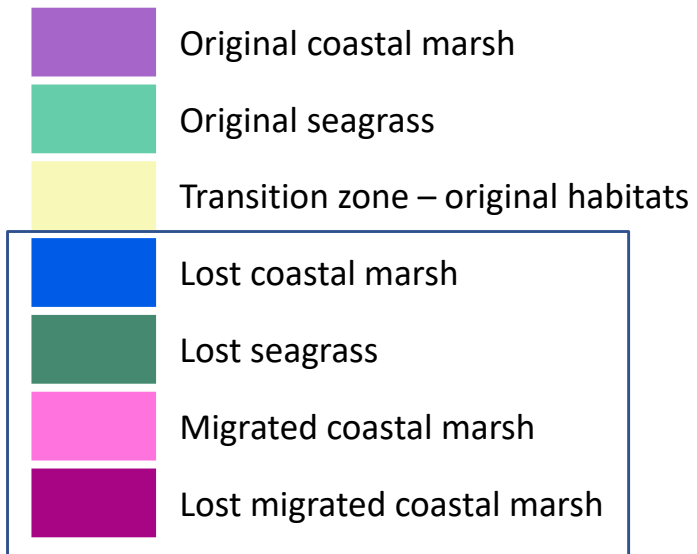 Original coastal marsh
Original seagrass
Transition zone – original habitats
Lost coastal marsh
Lost seagrass
Migrated coastal marsh
Lost migrated coastal marsh